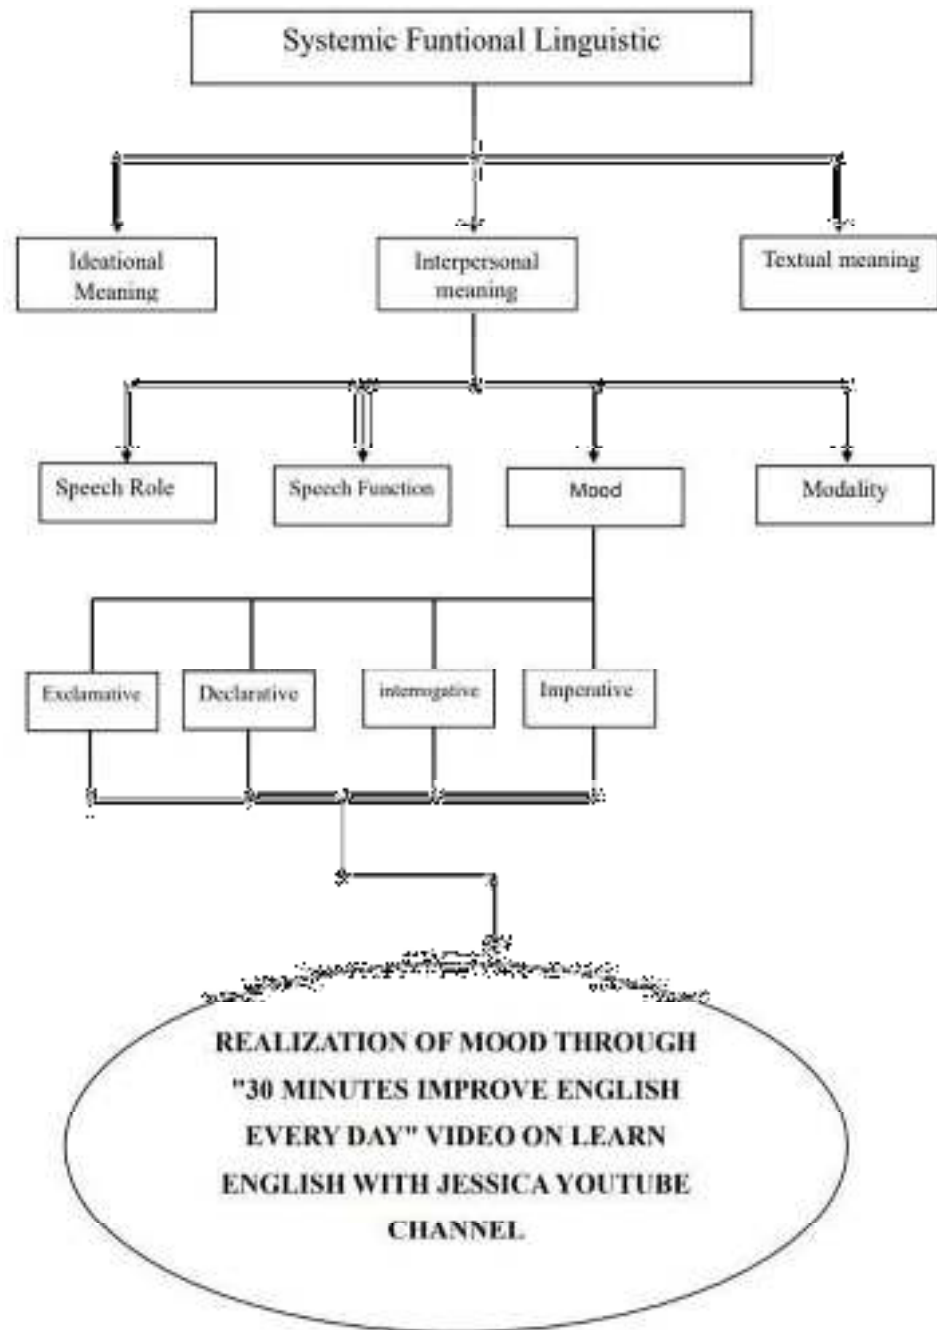 Systemic Funtional Linguistic
Ideational
Meaning
Interpersonal
meaning
Textual meaning
Speech Role
Speech Function
Mood
Modality
Exclamative
Declarative
interrogative
Imperative
REALIZATION OF MOOD THROUGH
"30 MINUTES IMPROVE ENGLISH
EVERY DAY" VIDEO ON LEARN
ENGLISH WITH JESSICA YOUTUBE
CHANNEL